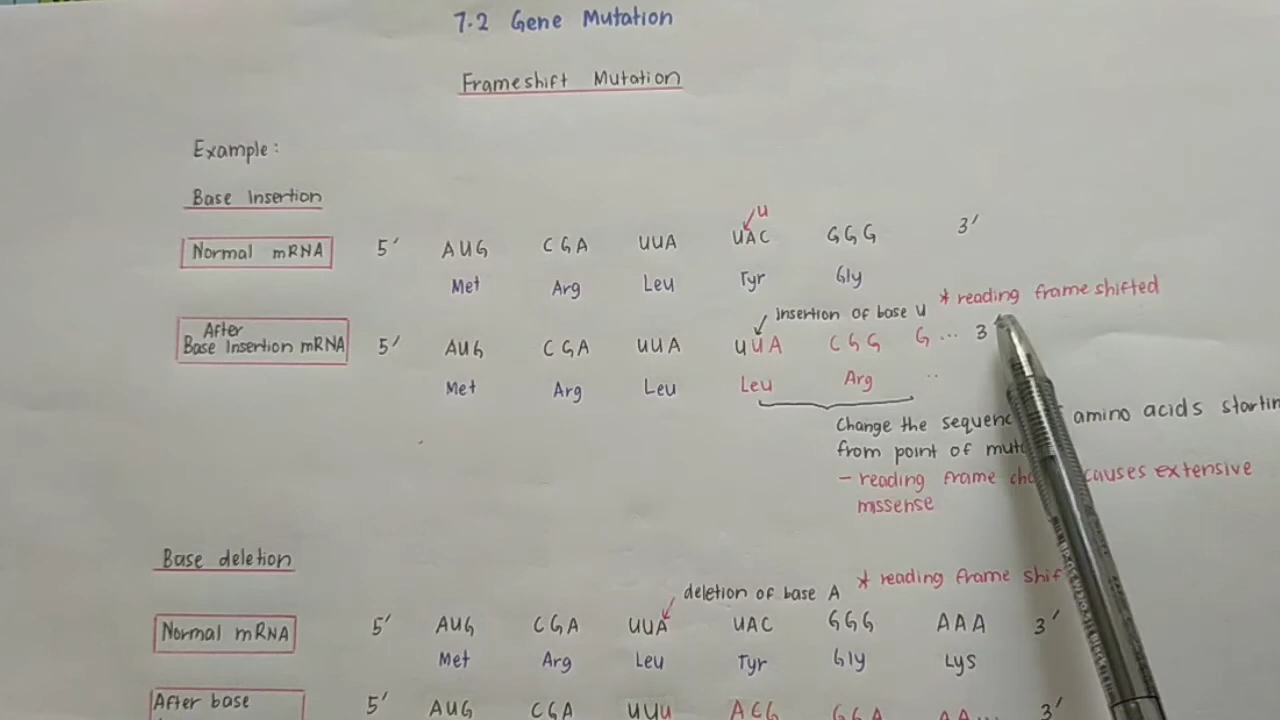 7.2 Gene Mutation
Frameshift Mutation
Example:
Base Insertion
U
Normal mRNA 5' AUG CGA UUA UAC GGG 3'
Met Arg Leu Tyr Gly
* reading frame shifted
insertion of base U
After
Base Insertion mRNA 5' AUG CGA UUA UUA CGG G... 3'
Met Arg Leu Leu Arg ..
Change the amino acids
from point of
- reading frame causes extensive
missense
Base deletion
deletion of base A * reading frame
Normal mRNA 5' AUG CGA UUA UAC GGG AAA 3'
Met Arg Leu Tyr Gly Lys
After base 5' AUG CGA UUU ACG GGA AA... 3'